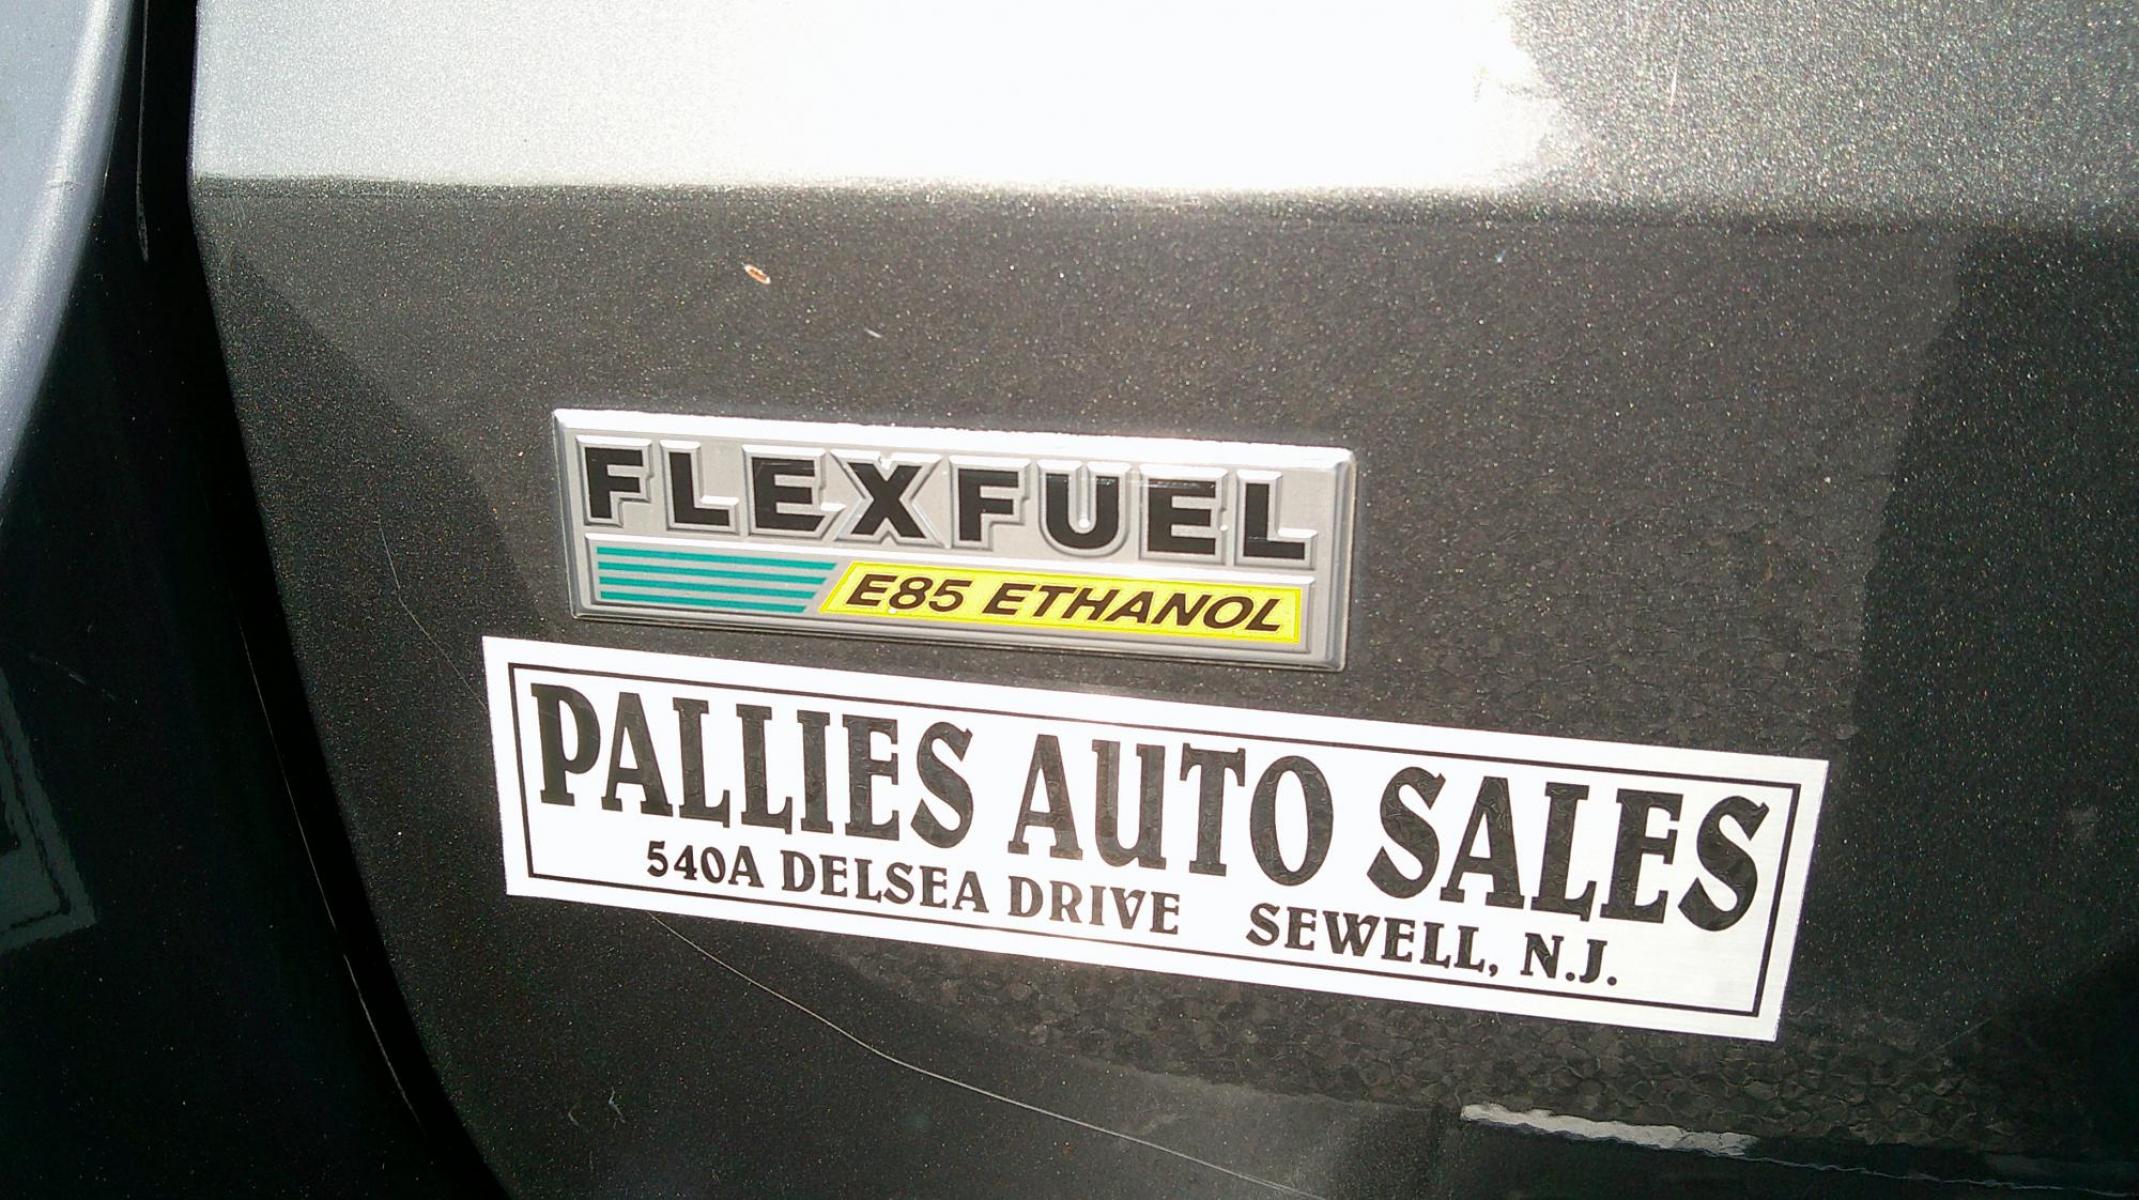 FLEXFUEL
E85 ETHANOL
PALLIES AUTO SALES
540A DELSEA DRIVE SEWELL, N.J.